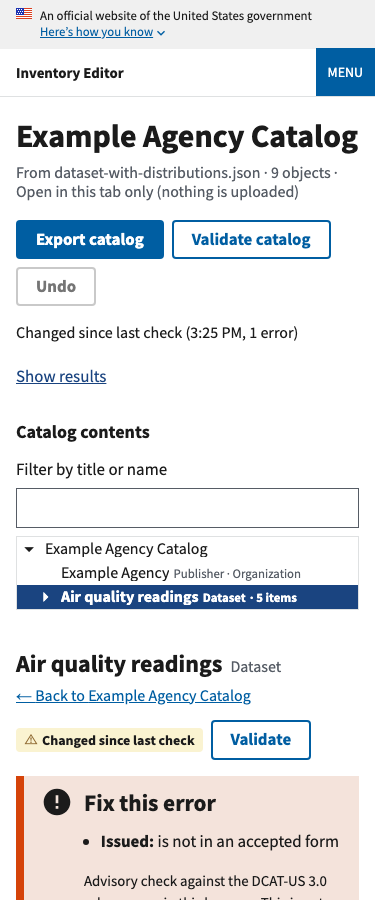 An official website of the United States government
Here's how you know
Inventory Editor
MENU
Example Agency Catalog
From dataset-with-distributions.json · 9 objects ·
Open in this tab only (nothing is uploaded)
Export catalog
Validate catalog
Undo
Changed since last check (3:25 PM, 1 error)
Show results
Catalog contents
Filter by title or name
Example Agency Catalog
Example Agency Publisher · Organization
Air quality readings Dataset · 5 items
Air quality readings Dataset
← Back to Example Agency Catalog
Changed since last check
Validate
Fix this error
• Issued: is not in an accepted form
Advisory check against the DCAT-US 3.0